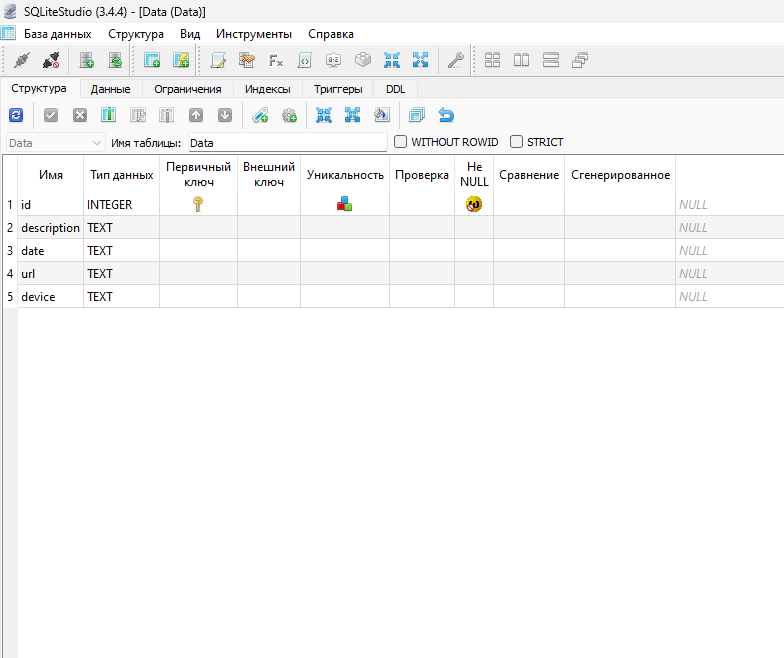 SQLiteStudio (3.4.4) - [Data (Data)]
База данных Структура Вид Инструменты Справка
Структура Данные Ограничения Индексы Триггеры DDL
Data Имя таблицы: Data WITHOUT ROWID STRICT
Имя Тип данных Первичный ключ Внешний ключ Уникальность Проверка Не NULL Сравнение Сгенерированное
1 id INTEGER NULL
2 description TEXT NULL
3 date TEXT NULL
4 url TEXT NULL
5 device TEXT NULL